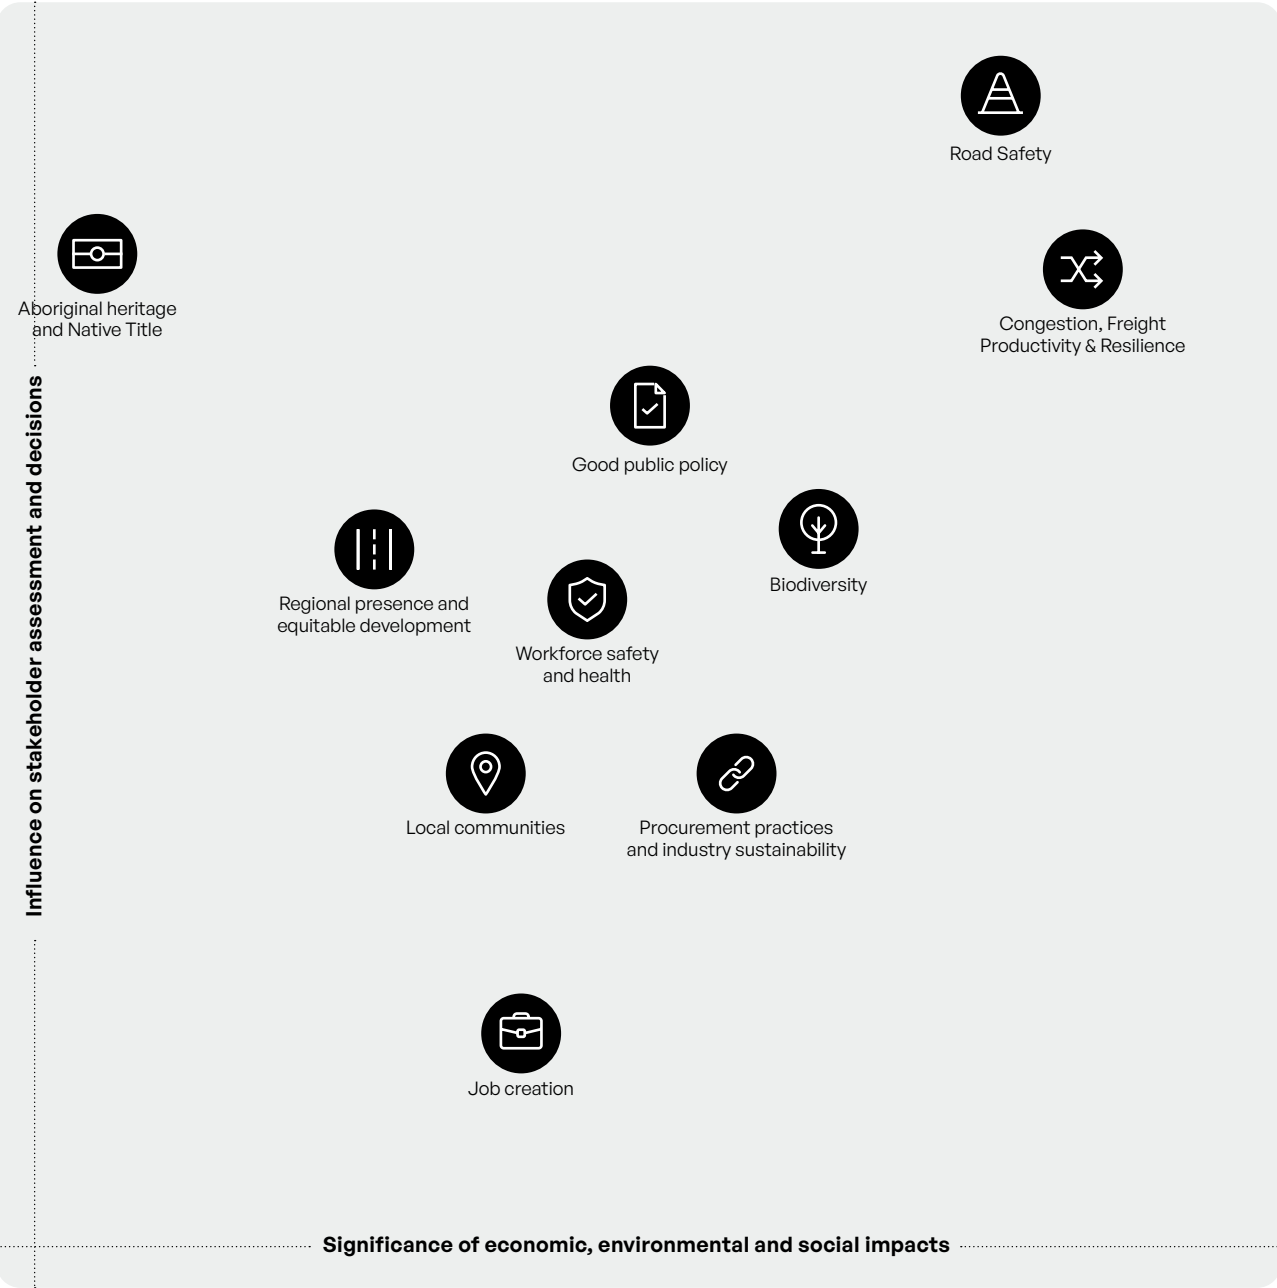 Road Safety
Aboriginal heritage
and Native Title
Congestion, Freight
Productivity & Resilience
Good public policy
Biodiversity
Regional presence and
equitable development
Workforce safety
and health
Local communities
Procurement practices
and industry sustainability
Job creation
Influence on stakeholder assessment and decisions
Significance of economic, environmental and social impacts